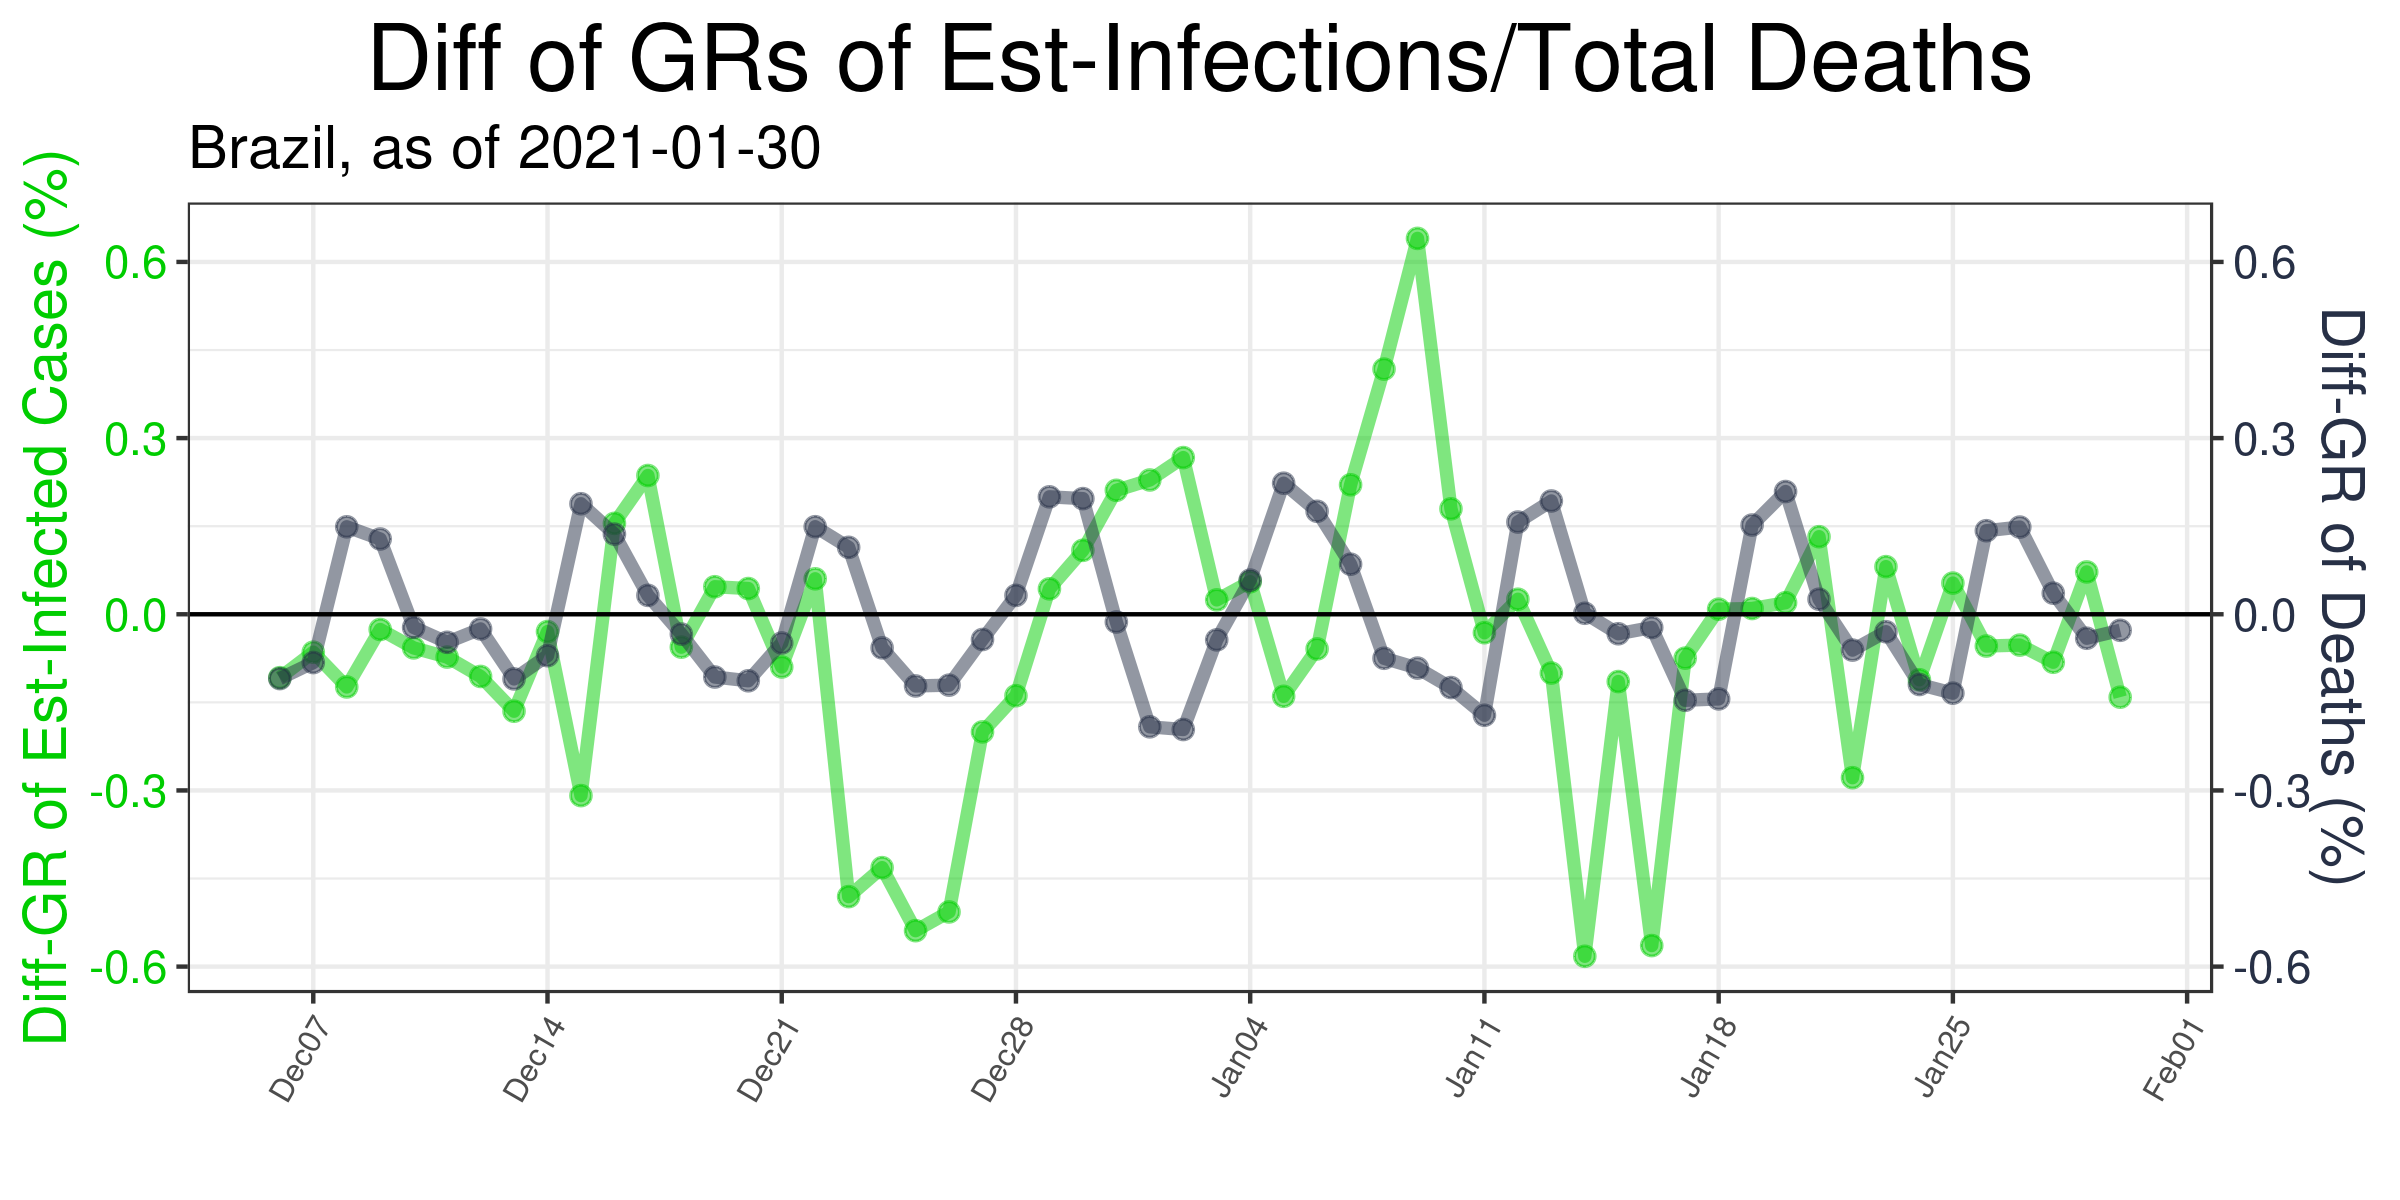 Diff of GRs of Est-Infections/Total Deaths
Brazil, as of 2021-01-30
Diff-GR of Est-Infected Cases (%)
0.6
0.3
0.0
-0.3
-0.6
0.6
0.3
0.0
-0.3
-0.6
Diff-GR of Deaths (%)
Dec07
Dec14
Dec21
Dec28
Jan04
Jan11
Jan18
Jan25
Feb01